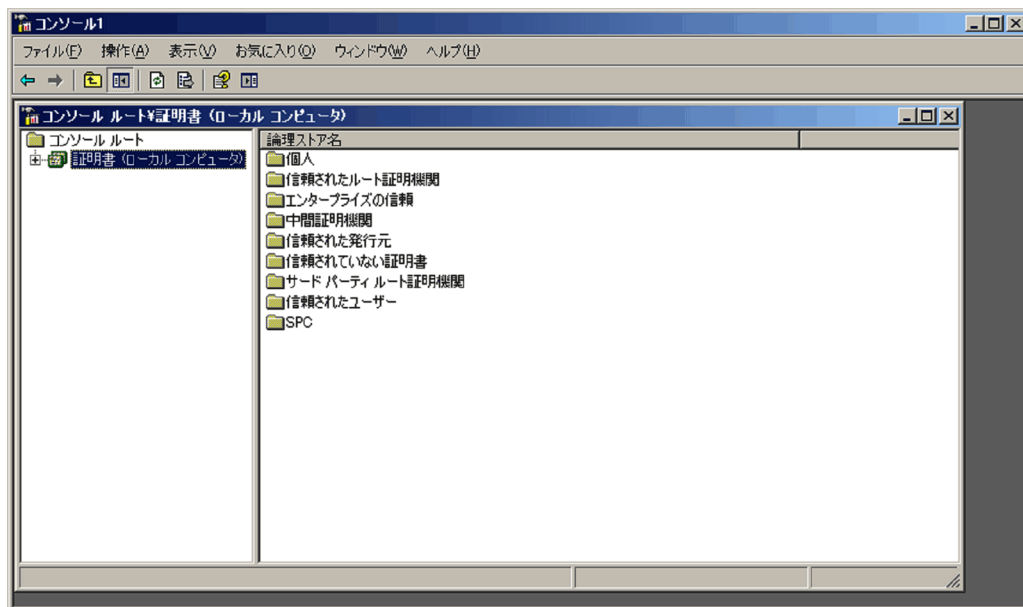 コンソール1
ファイル(F) 操作(A) 表示(V) お気に入り(O) ウィンドウ(W) ヘルプ(H)
コンソール ルート¥証明書 (ローカル コンピュータ)
コンソール ルート
証明書 (ローカル コンピュータ)
論理ストア名
個人
信頼されたルート証明機関
エンタープライズの信頼
中間証明機関
信頼された発行元
信頼されていない証明書
サード パーティ ルート証明機関
信頼されたユーザー
SPC